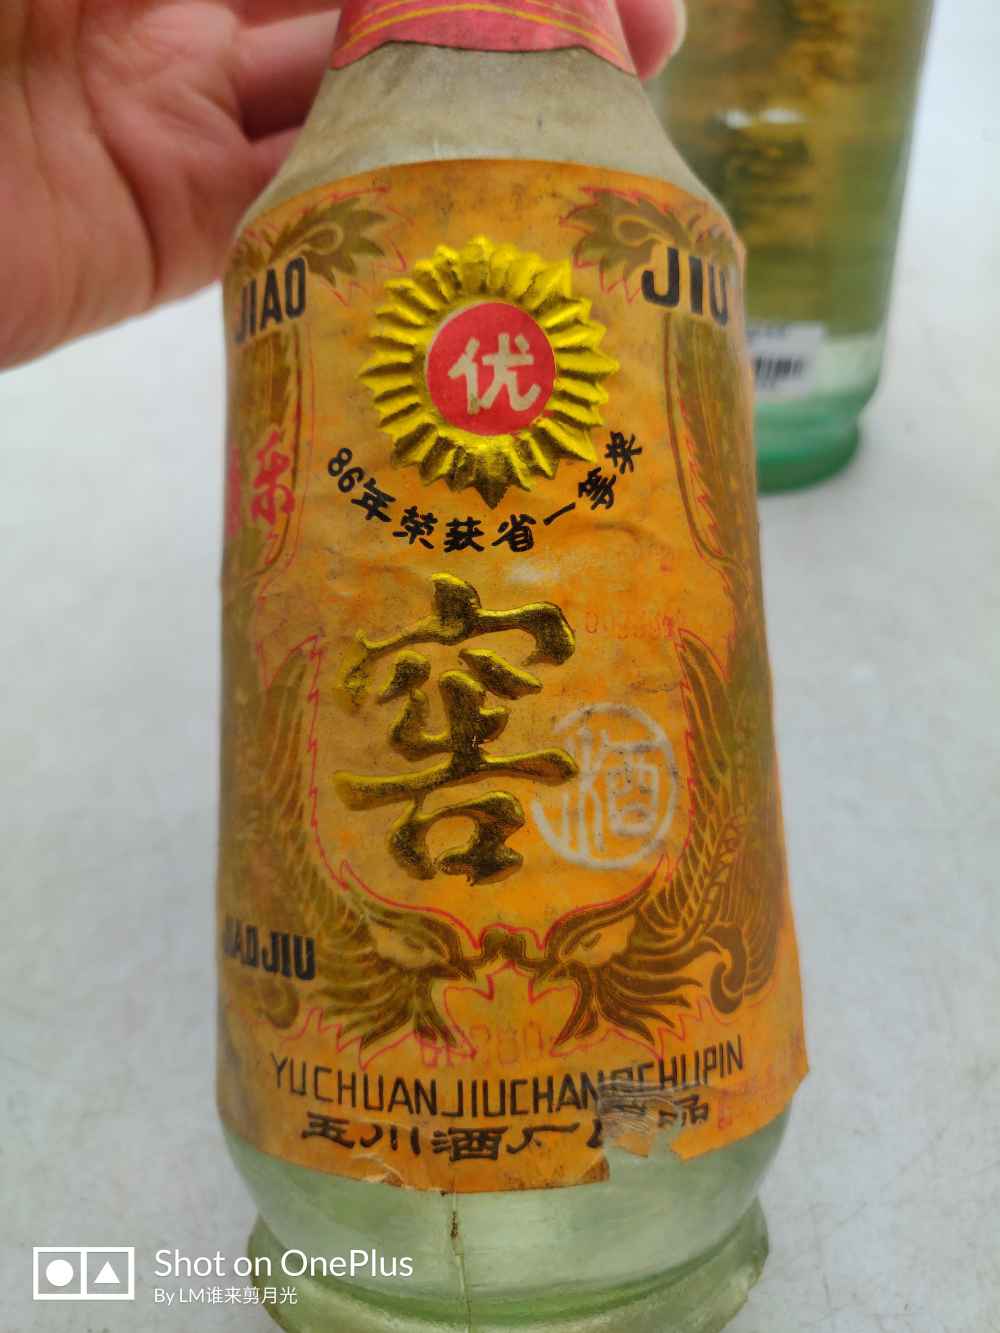 JIAO
JIU
优
86年荣获省一等奖
乐
窖
酒
JIAOJIU
YUCHUANJIUCHANGCHUPIN
玉川酒厂出品
Shot on OnePlus
By LM谁来剪月光